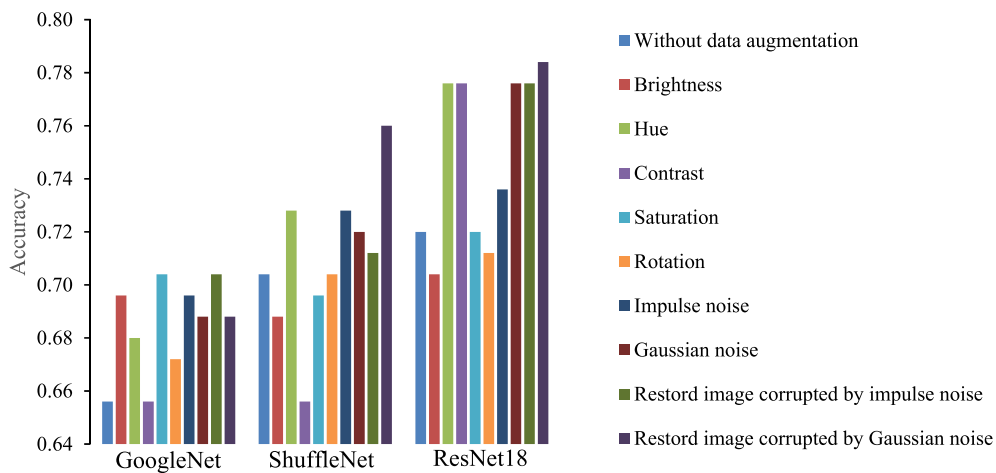 0.80
0.78
0.76
0.74
0.72
0.70
0.68
0.66
0.64
Accuracy
GoogleNet
ShuffleNet
ResNet18
Without data augmentation
Brightness
Hue
Contrast
Saturation
Rotation
Impulse noise
Gaussian noise
Restord image corrupted by impulse noise
Restord image corrupted by Gaussian noise